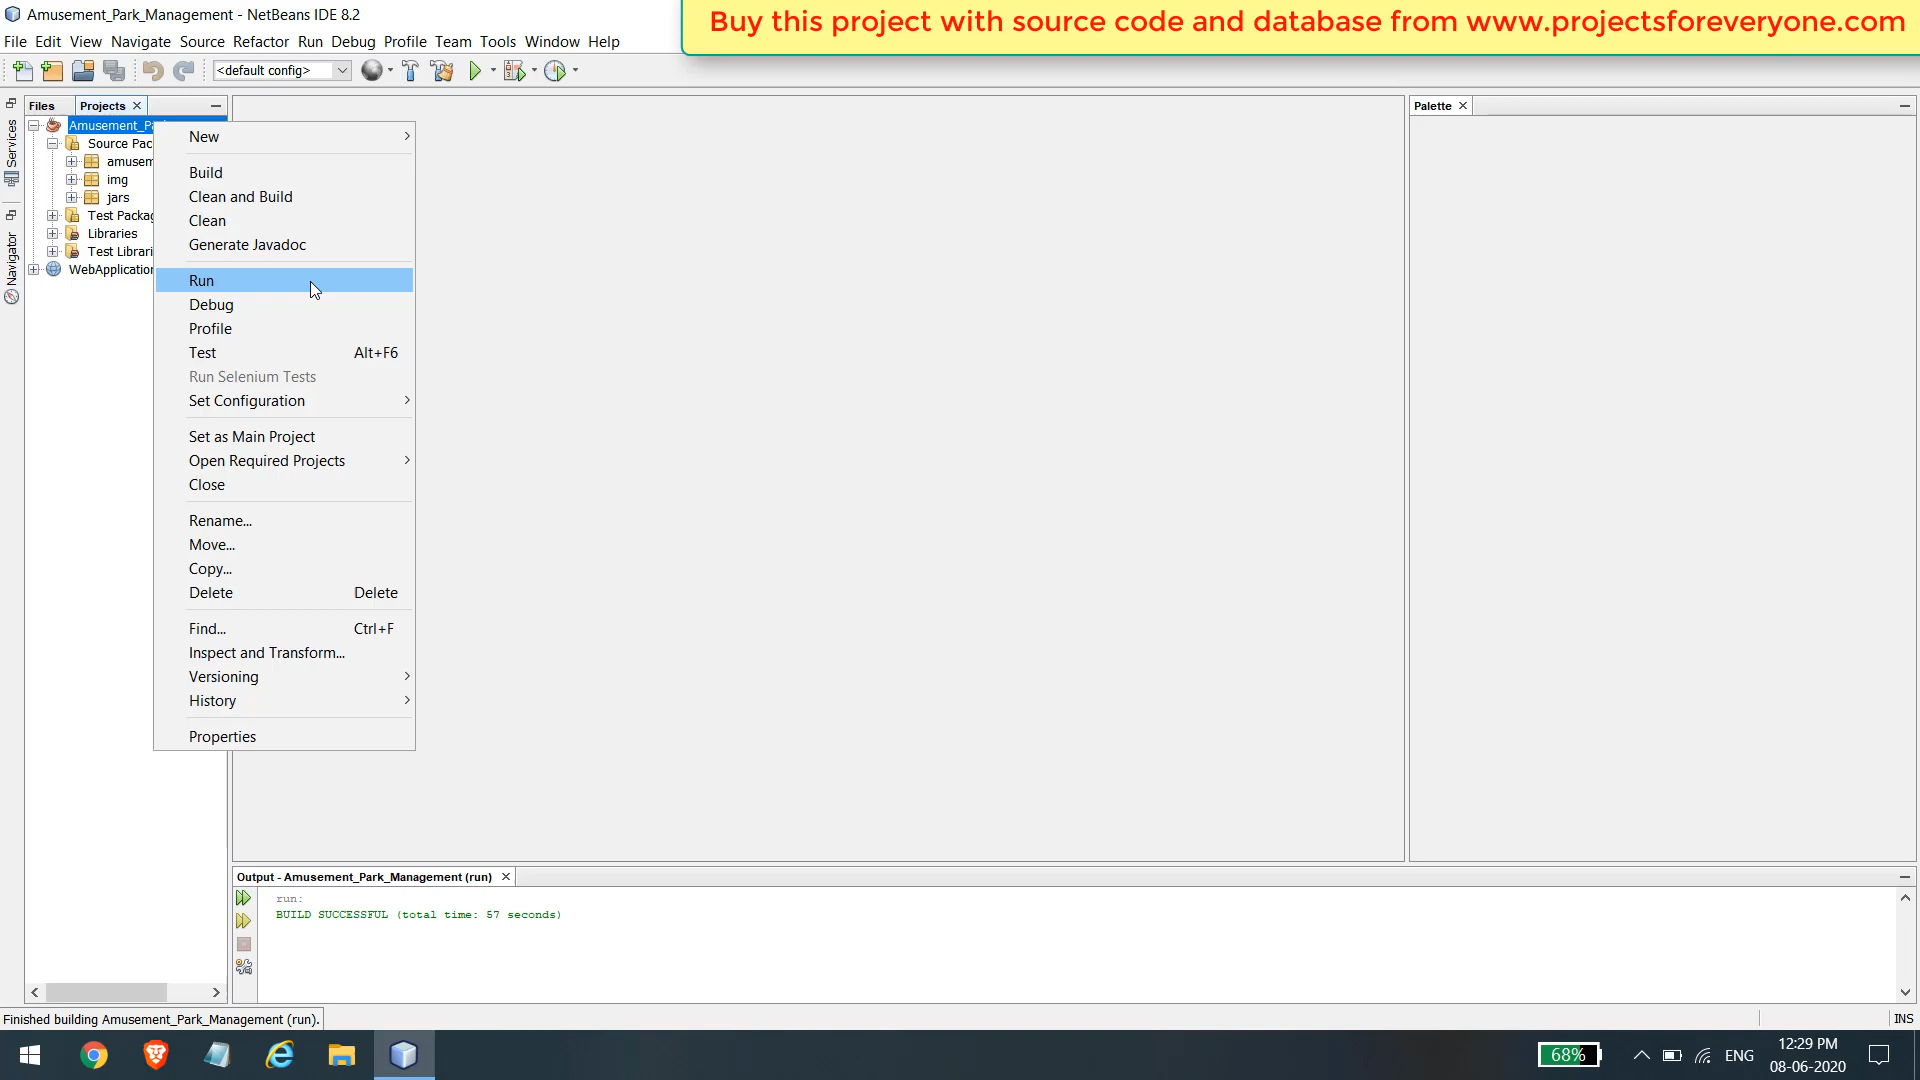 Amusement_Park_Management - NetBeans IDE 8.2
Buy this project with source code and database from www.projectsforeveryone.com
File Edit View Navigate Source Refactor Run Debug Profile Team Tools Window Help
<default config>
Files Projects
Palette
Services
Navigator
Amusement_Pa
Source Pac
amusem
img
jars
Test Packag
Libraries
Test Librari
WebApplication
New
Build
Clean and Build
Clean
Generate Javadoc
Run
Debug
Profile
Test Alt+F6
Run Selenium Tests
Set Configuration
Set as Main Project
Open Required Projects
Close
Rename...
Move...
Copy...
Delete Delete
Find... Ctrl+F
Inspect and Transform...
Versioning
History
Properties
Output - Amusement_Park_Management (run)
run:
BUILD SUCCESSFUL (total time: 57 seconds)
Finished building Amusement_Park_Management (run).
INS
68%
ENG
12:29 PM
08-06-2020